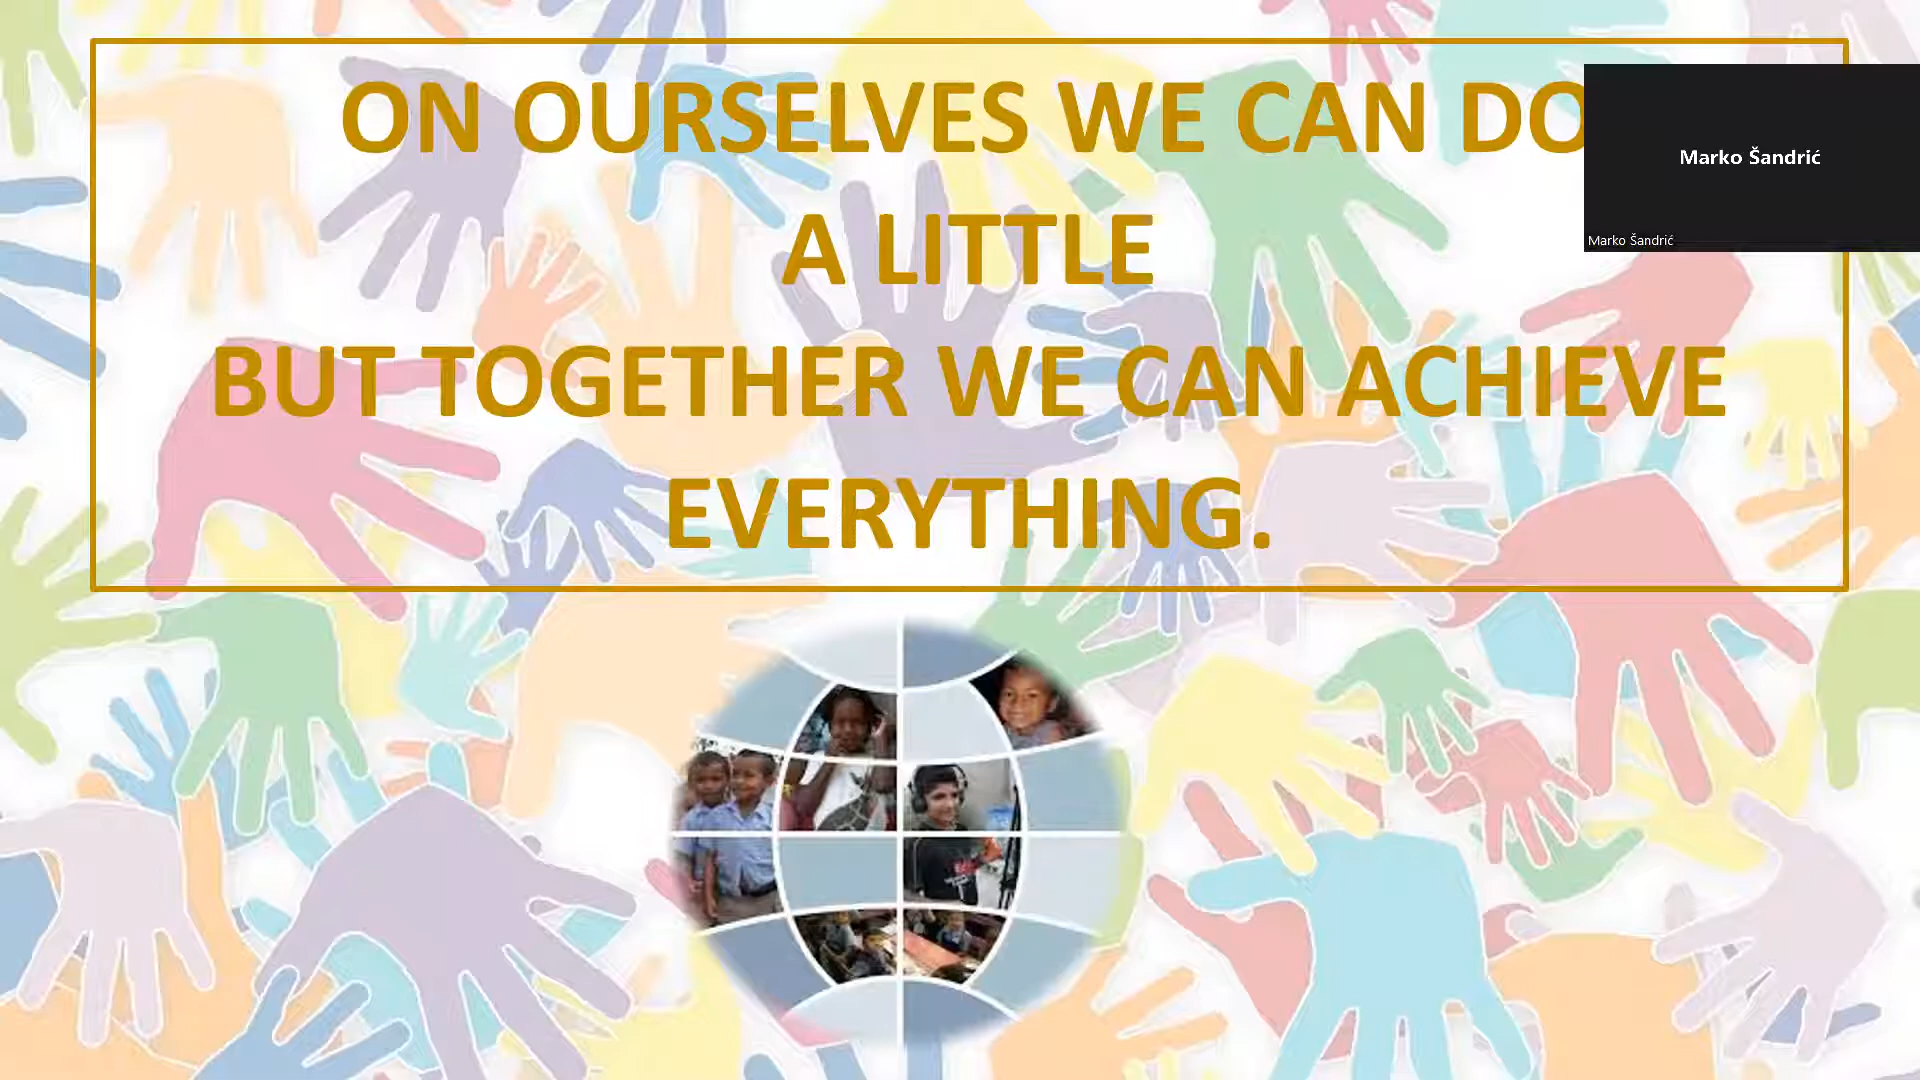 ON OURSELVES WE CAN DO
A LITTLE
BUT TOGETHER WE CAN ACHIEVE
EVERYTHING.
Marko Šandrić
Marko Šandrić